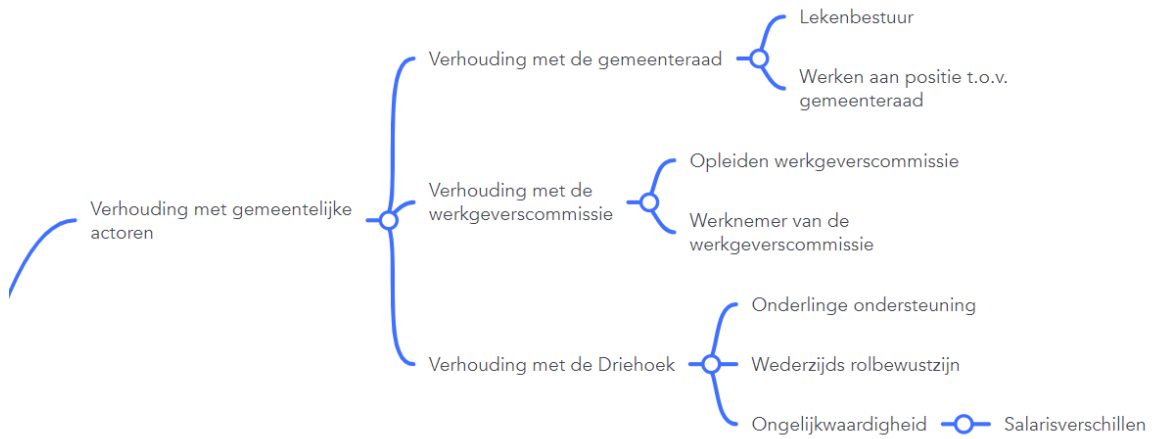 Verhouding met gemeentelijke
actoren
Verhouding met de gemeenteraad
Lekenbestuur
Werken aan positie t.o.v.
gemeenteraad
Verhouding met de
werkgeverscommissie
Opleiden werkgeverscommissie
Werknemer van de
werkgeverscommissie
Verhouding met de Driehoek
Onderlinge ondersteuning
Wederzijds rolbewustzijn
Ongelijkwaardigheid
Salarisverschillen